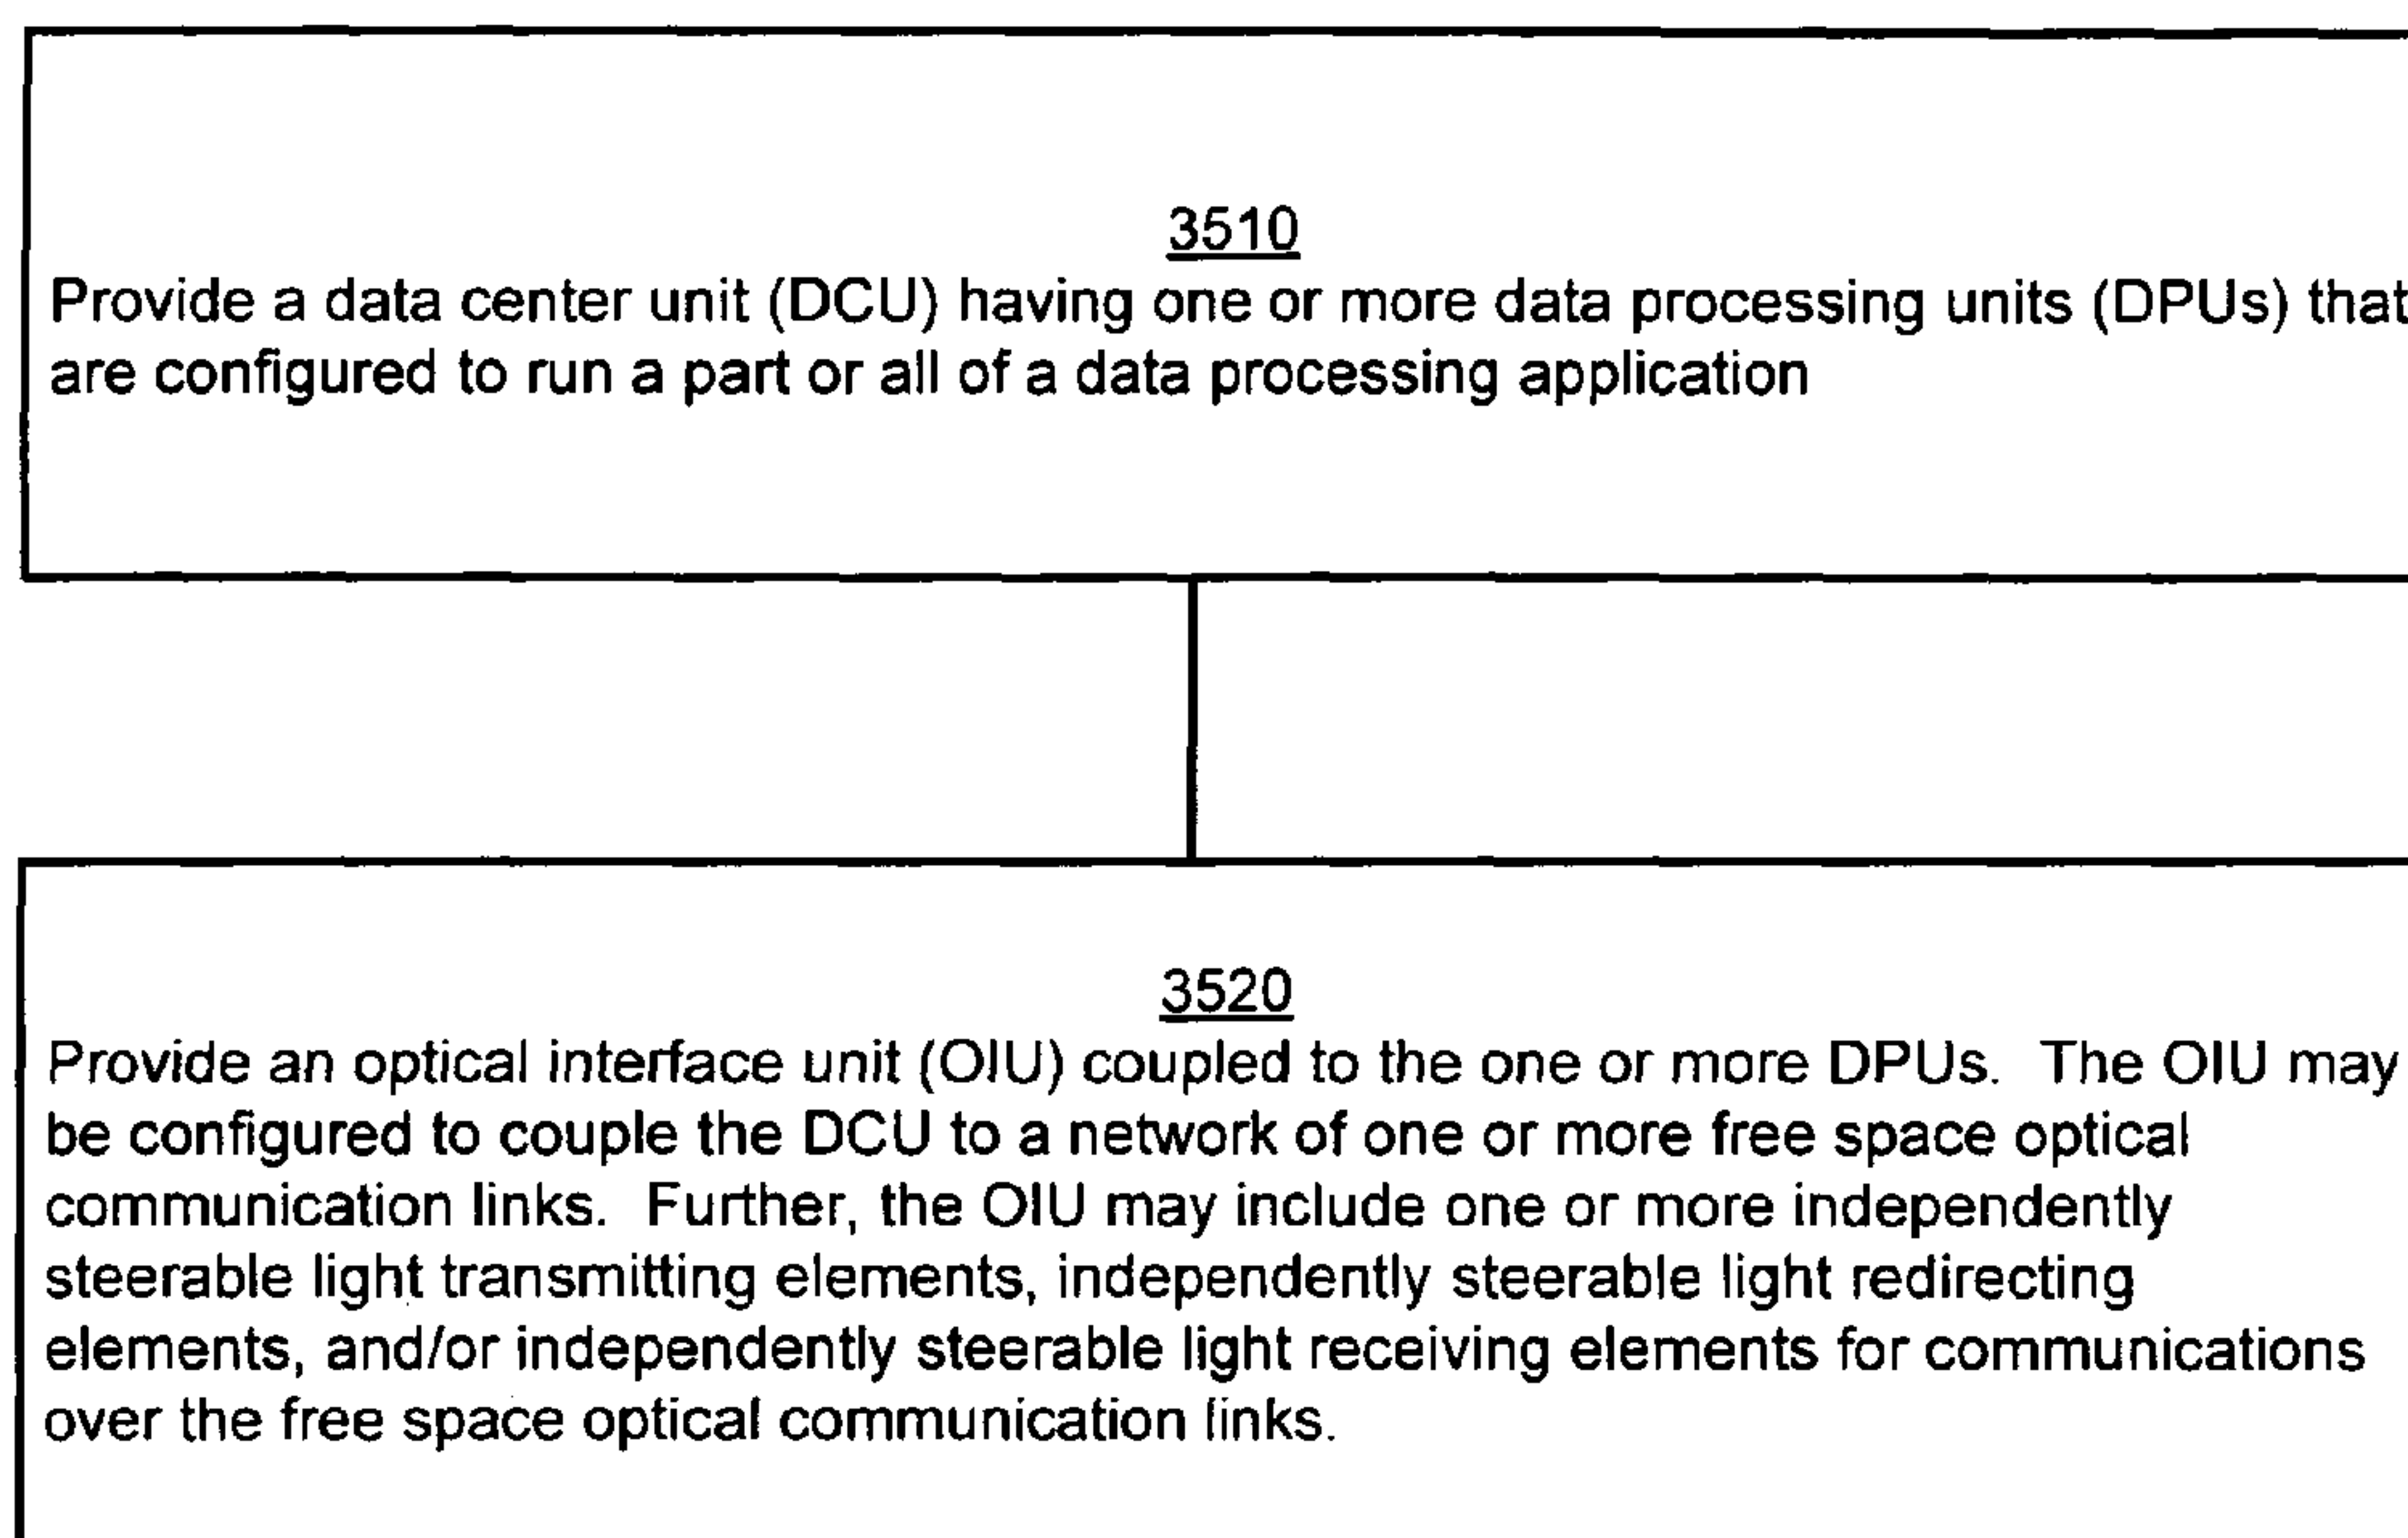 3510
Provide a data center unit (DCU) having one or more data processing units (DPUs) that
are configured to run a part or all of a data processing application
3520
Provide an optical interface unit (OIU) coupled to the one or more DPUs. The OIU may
be configured to couple the DCU to a network of one or more free space optical
communication links. Further, the OIU may include one or more independently
steerable light transmitting elements, independently steerable light redirecting
elements, and/or independently steerable light receiving elements for communications
over the free space optical communication links.